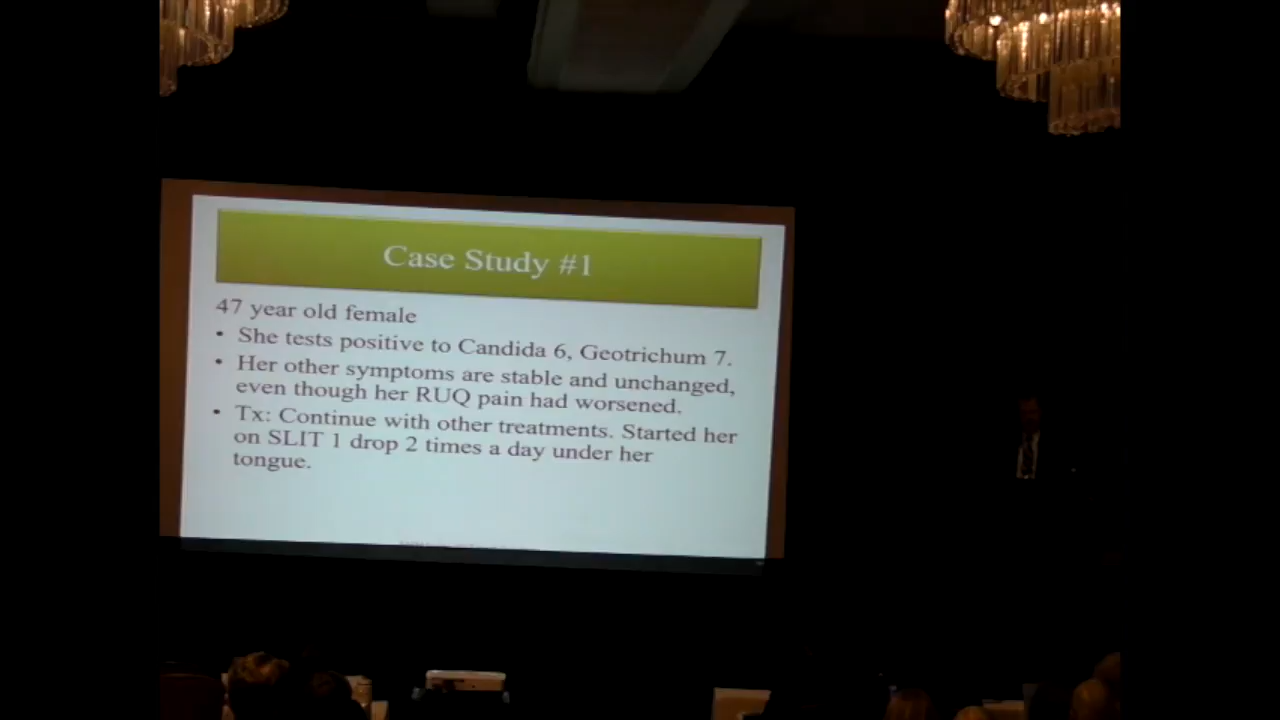 Case Study #1
47 year old female
• She tests positive to Candida 6, Geotrichum 7.
• Her other symptoms are stable and unchanged,
even though her RUQ pain had worsened.
• Tx: Continue with other treatments. Started her
on SLIT 1 drop 2 times a day under her
tongue.